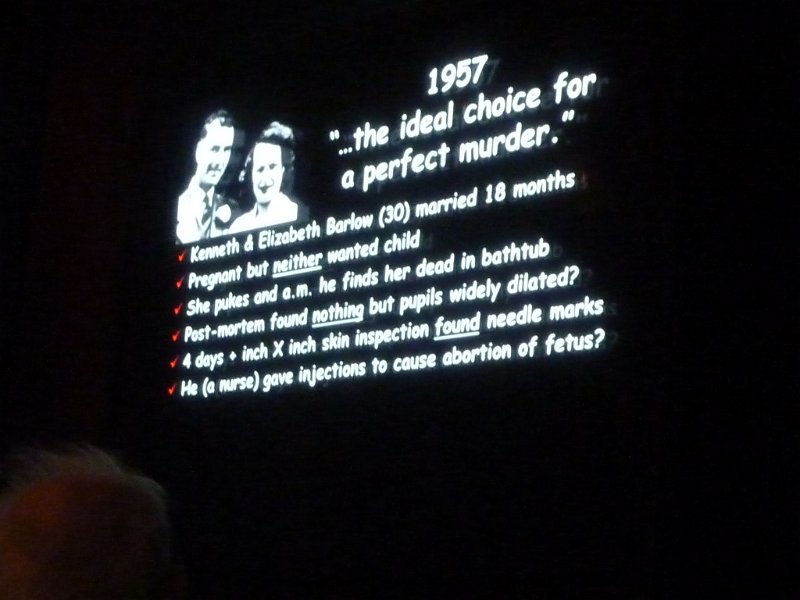 1957
"...the ideal choice for
a perfect murder."
Kenneth & Elizabeth Barlow (30) married 18 months
Pregnant but neither wanted child
She pukes and a.m. he finds her dead in bathtub
Post-mortem found nothing but pupils widely dilated?
4 days + inch X inch skin inspection found needle marks
He (a nurse) gave injections to cause abortion of fetus?